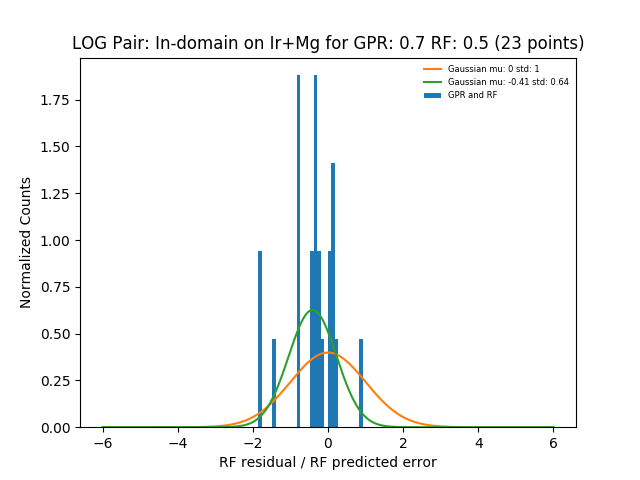 LOG Pair: In-domain on Ir+Mg for GPR: 0.7 RF: 0.5 (23 points)
Gaussian mu: 0 std: 1
Gaussian mu: -0.41 std: 0.64
GPR and RF
Normalized Counts
1.75
1.50
1.25
1.00
0.75
0.50
0.25
0.00
−6 −4 −2 0 2 4 6
RF residual / RF predicted error